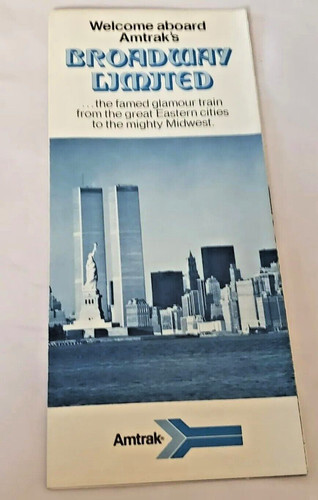 Welcome aboard
Amtrak's
BROADWAY
LIMITED
...the famed glamour train
from the great Eastern cities
to the mighty Midwest.
Amtrak®